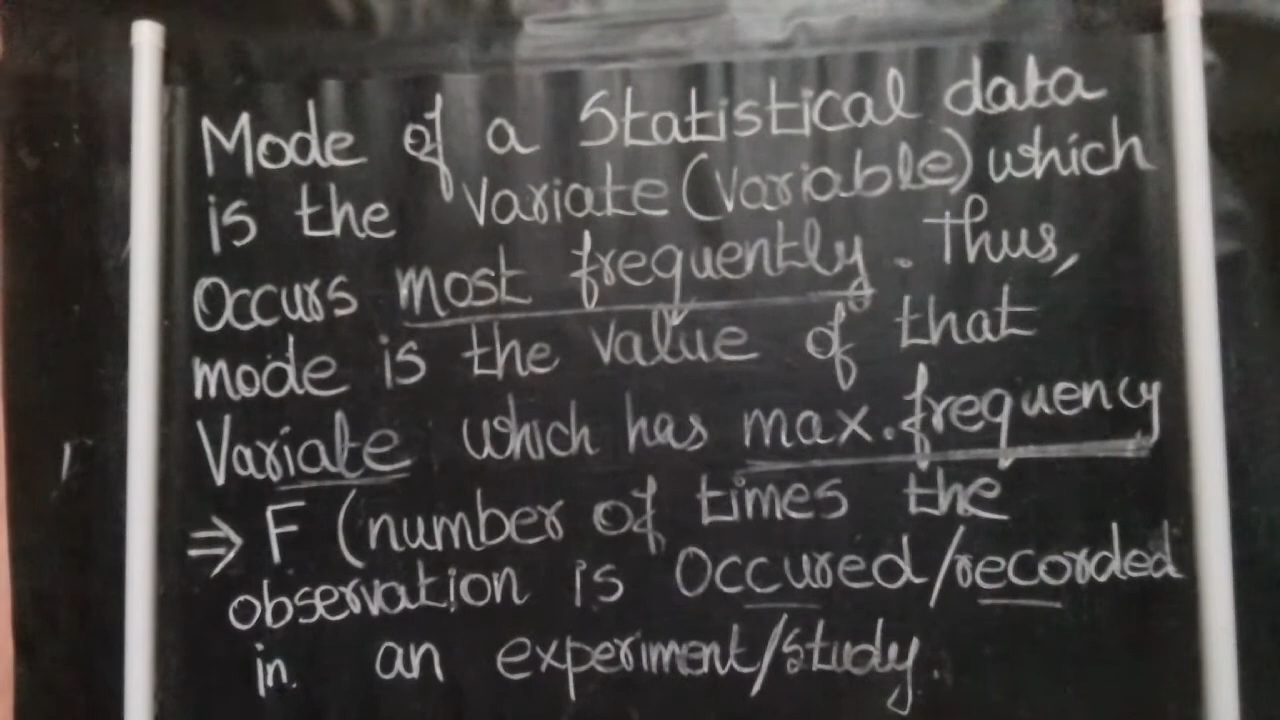 Mode of a Statistical data
is the Variate (Variable) which
Occurs most frequently. Thus,
mode is the value of that
Variate which has max. frequency
⇒ F (number of times the
observation is Occured/recorded
in. an experiment/study.